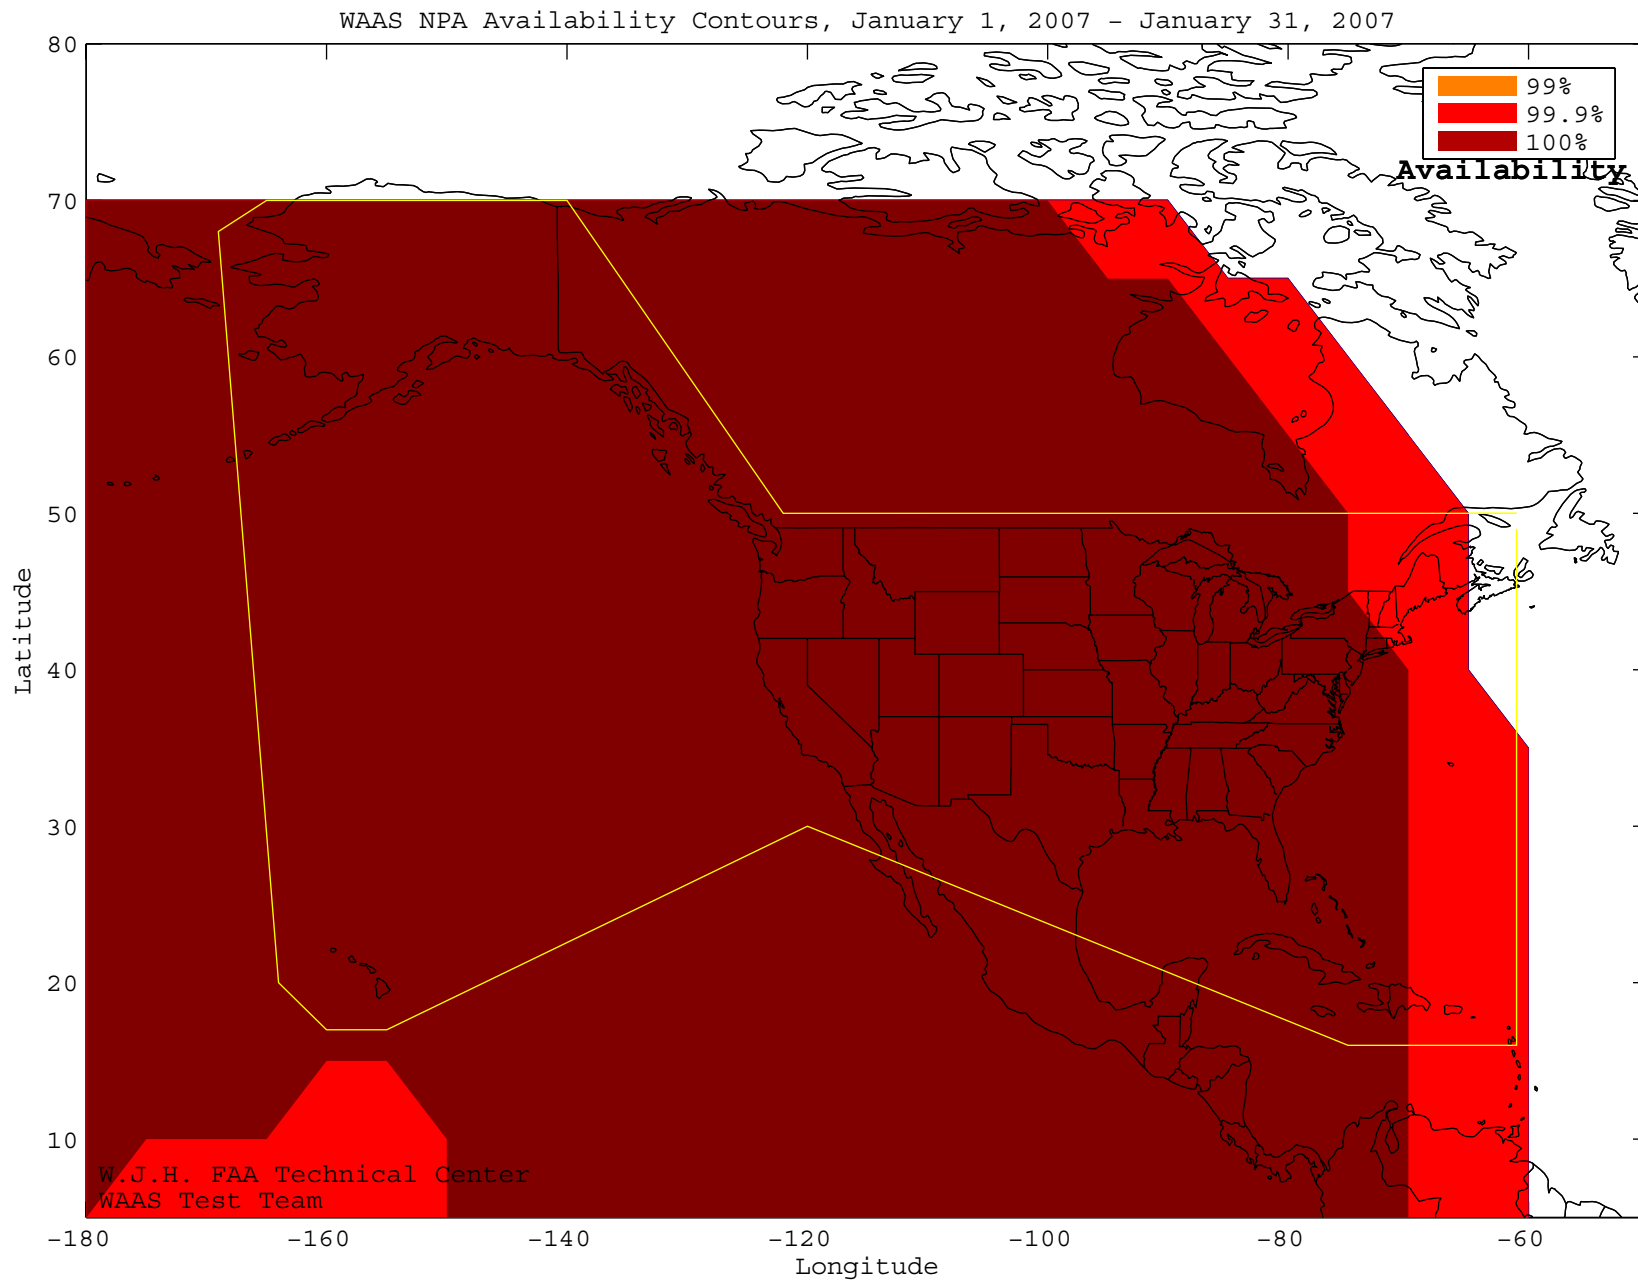 WAAS NPA Availability Contours, January 1, 2007 - January 31, 2007
80
70
60
50
40
30
20
10
Latitude
99%
99.9%
100%
Availability
W.J.H. FAA Technical Center
WAAS Test Team
-180 -160 -140 -120 -100 -80 -60
Longitude